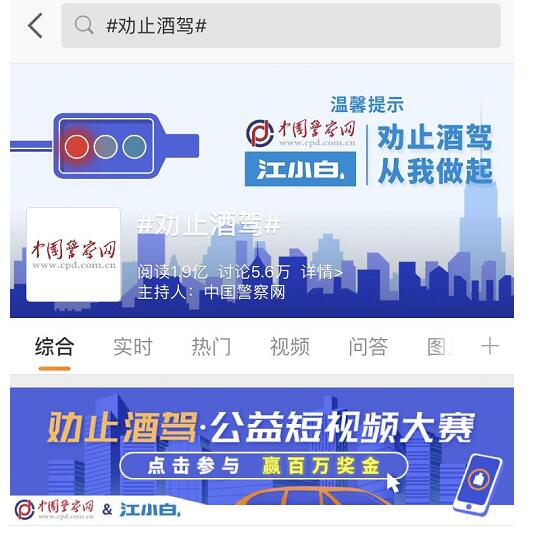 #劝止酒驾#
温馨提示
中国警察网
www.cpd.com.cn
江小白
劝止酒驾
从我做起
中国警察网
www.cpd.com.cn
#劝止酒驾#
阅读1.9亿 讨论5.6万 详情>
主持人：中国警察网
综合 实时 热门 视频 问答 图
劝止酒驾·公益短视频大赛
点击参与 赢百万奖金
中国警察网 & 江小白
www.cpd.com.cn